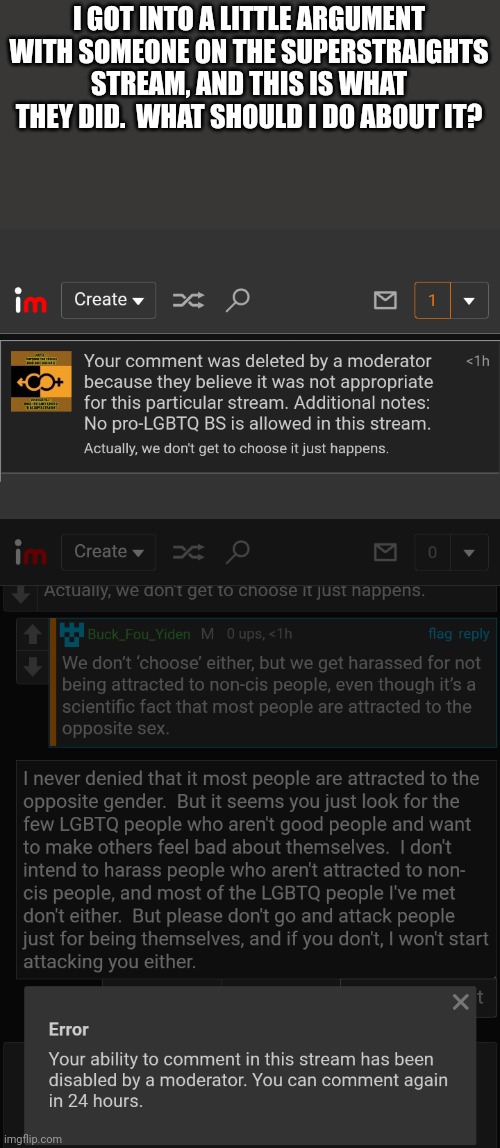 I GOT INTO A LITTLE ARGUMENT
WITH SOMEONE ON THE SUPERSTRAIGHTS
STREAM, AND THIS IS WHAT
THEY DID. WHAT SHOULD I DO ABOUT IT?
im Create 1
Your comment was deleted by a moderator <1h
because they believe it was not appropriate
for this particular stream. Additional notes:
No pro-LGBTQ BS is allowed in this stream.
Actually, we don't get to choose it just happens.
im Create 0
Actually, we don't get to choose it just happens.
Buck_Fou_Yiden M 0 ups, <1h flag reply
We don’t ‘choose’ either, but we get harassed for not
being attracted to non-cis people, even though it’s a
scientific fact that most people are attracted to the
opposite sex.
I never denied that it most people are attracted to the
opposite gender. But it seems you just look for the
few LGBTQ people who aren't good people and want
to make others feel bad about themselves. I don't
intend to harass people who aren't attracted to non-
cis people, and most of the LGBTQ people I've met
don't either. But please don't go and attack people
just for being themselves, and if you don't, I won't start
attacking you either.
t
Error
Your ability to comment in this stream has been
disabled by a moderator. You can comment again
in 24 hours.
imgflip.com